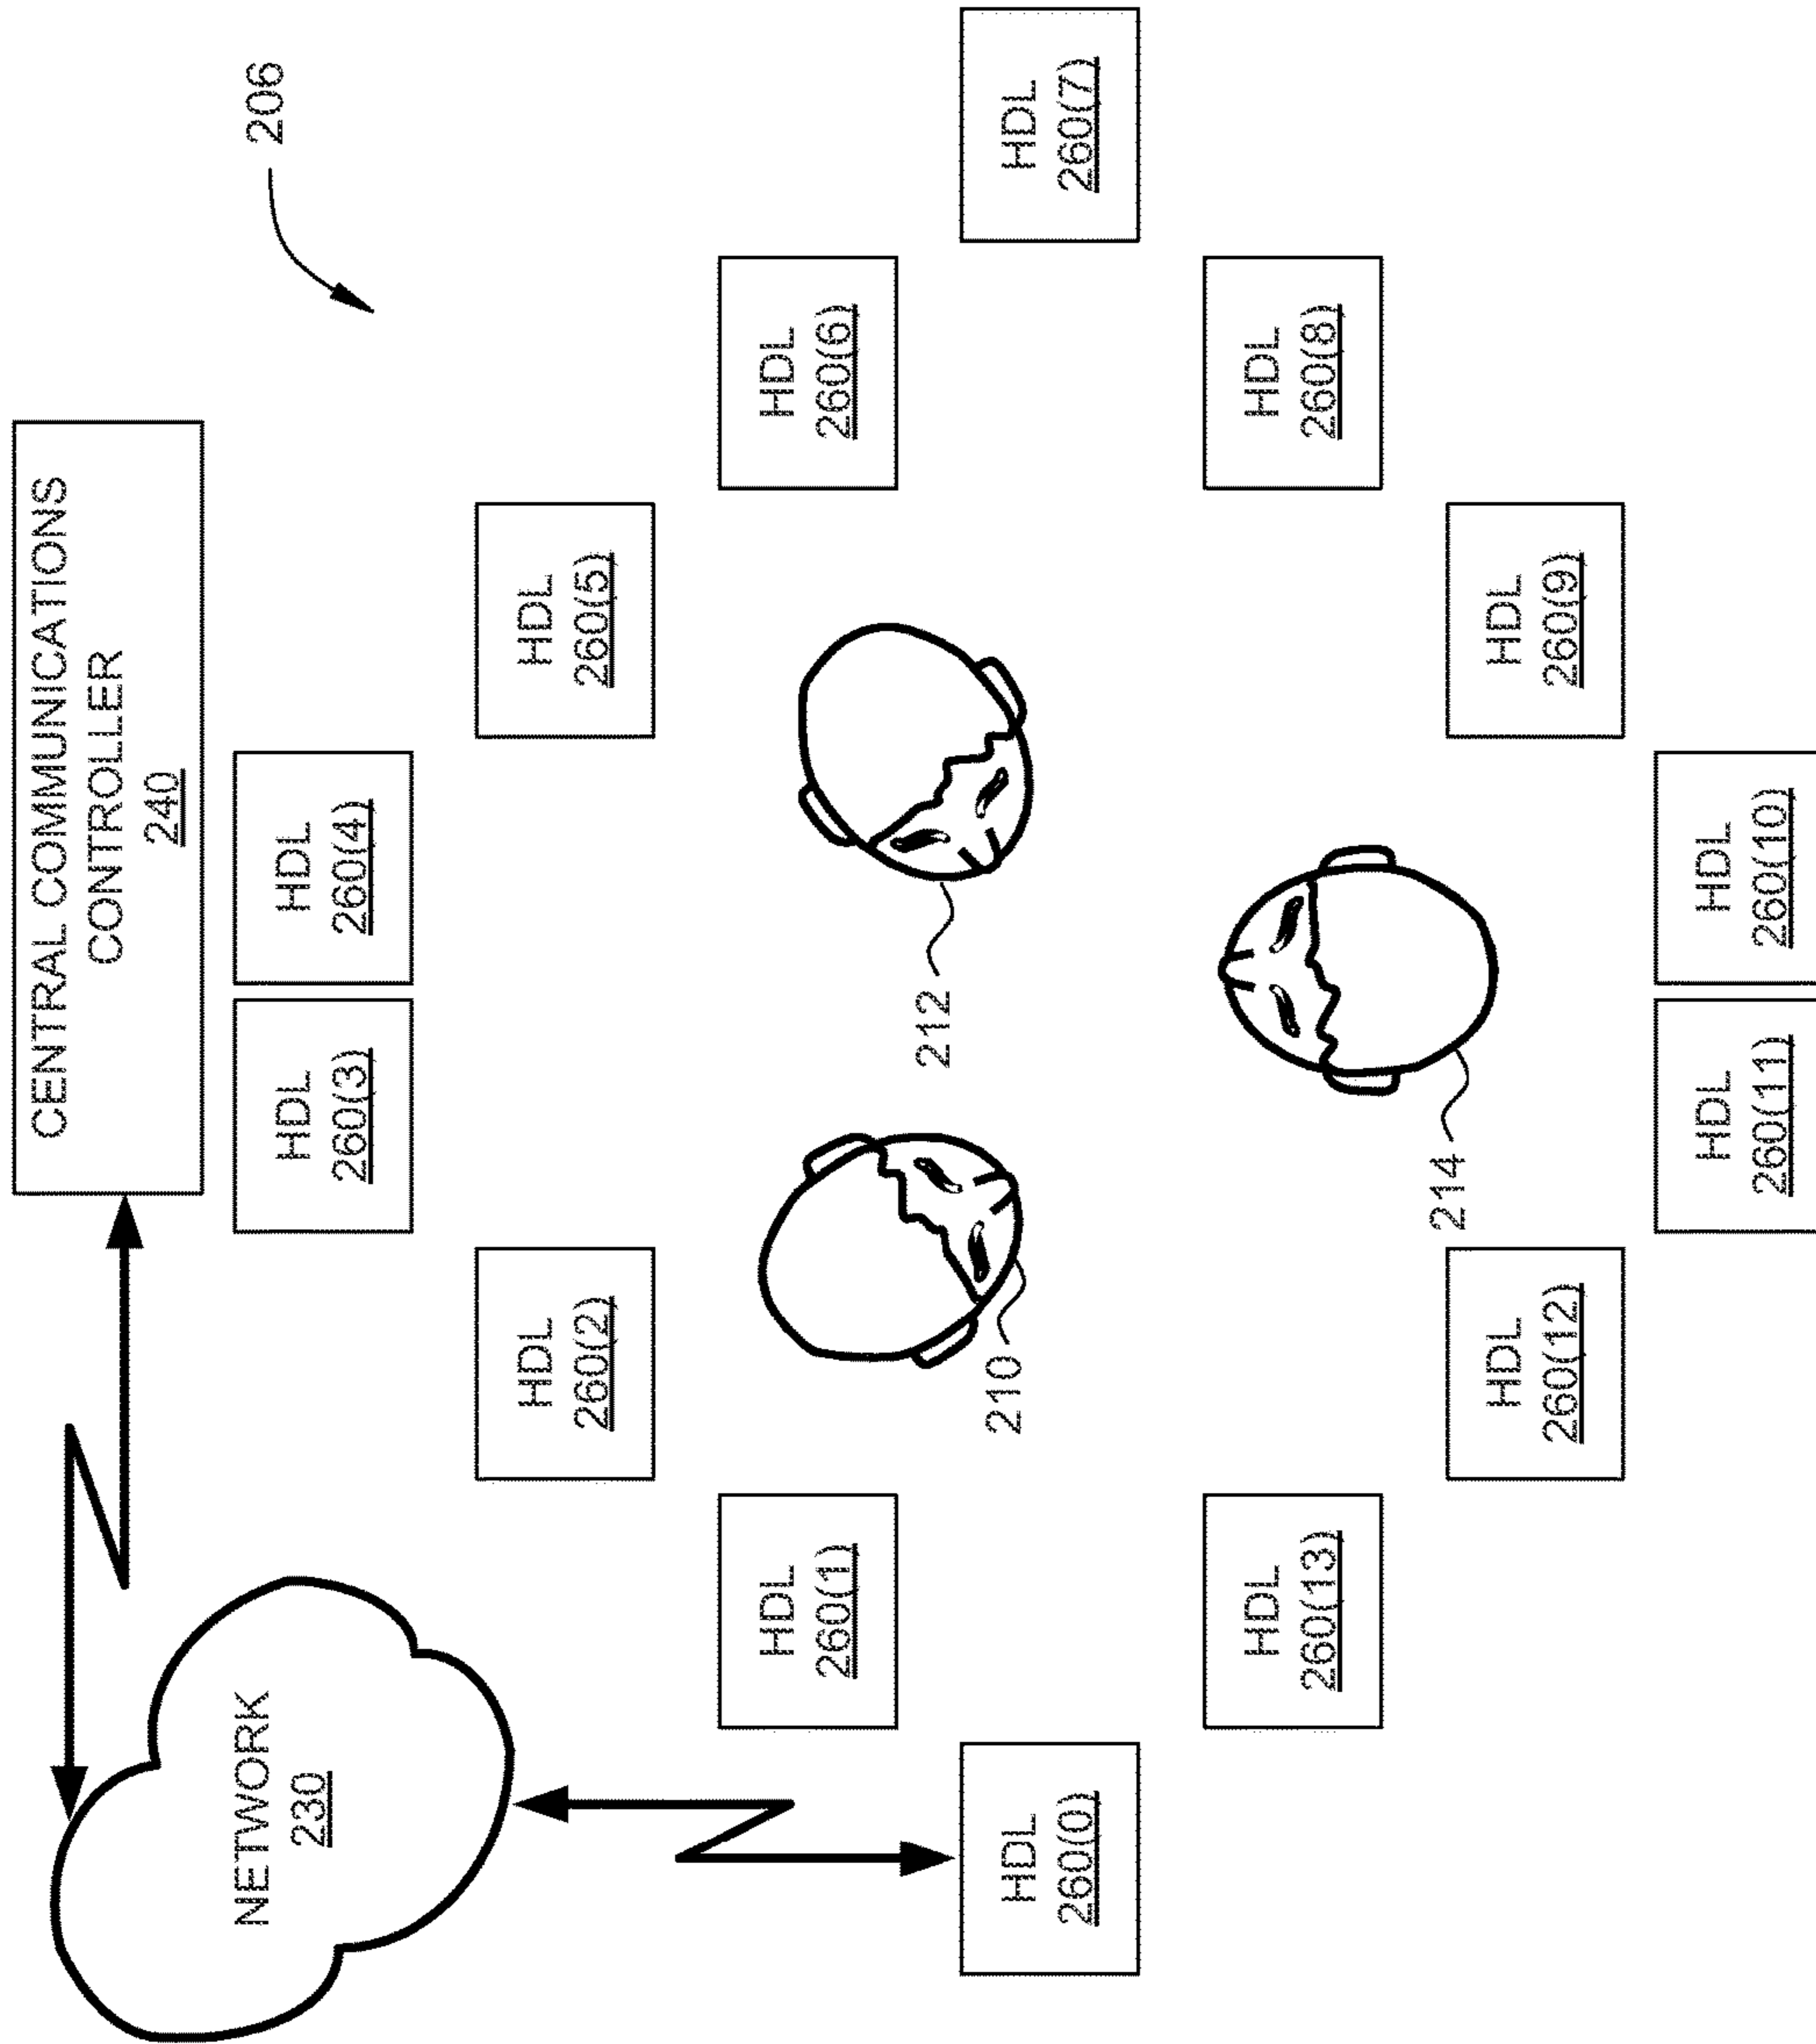 CENTRAL COMMUNICATIONS
CONTROLLER
240
NETWORK
230
206
HDL
260(0)
HDL
260(1)
HDL
260(2)
HDL
260(3)
HDL
260(4)
HDL
260(5)
HDL
260(6)
HDL
260(7)
HDL
260(8)
HDL
260(9)
HDL
260(10)
HDL
260(11)
HDL
260(12)
HDL
260(13)
210
212
214